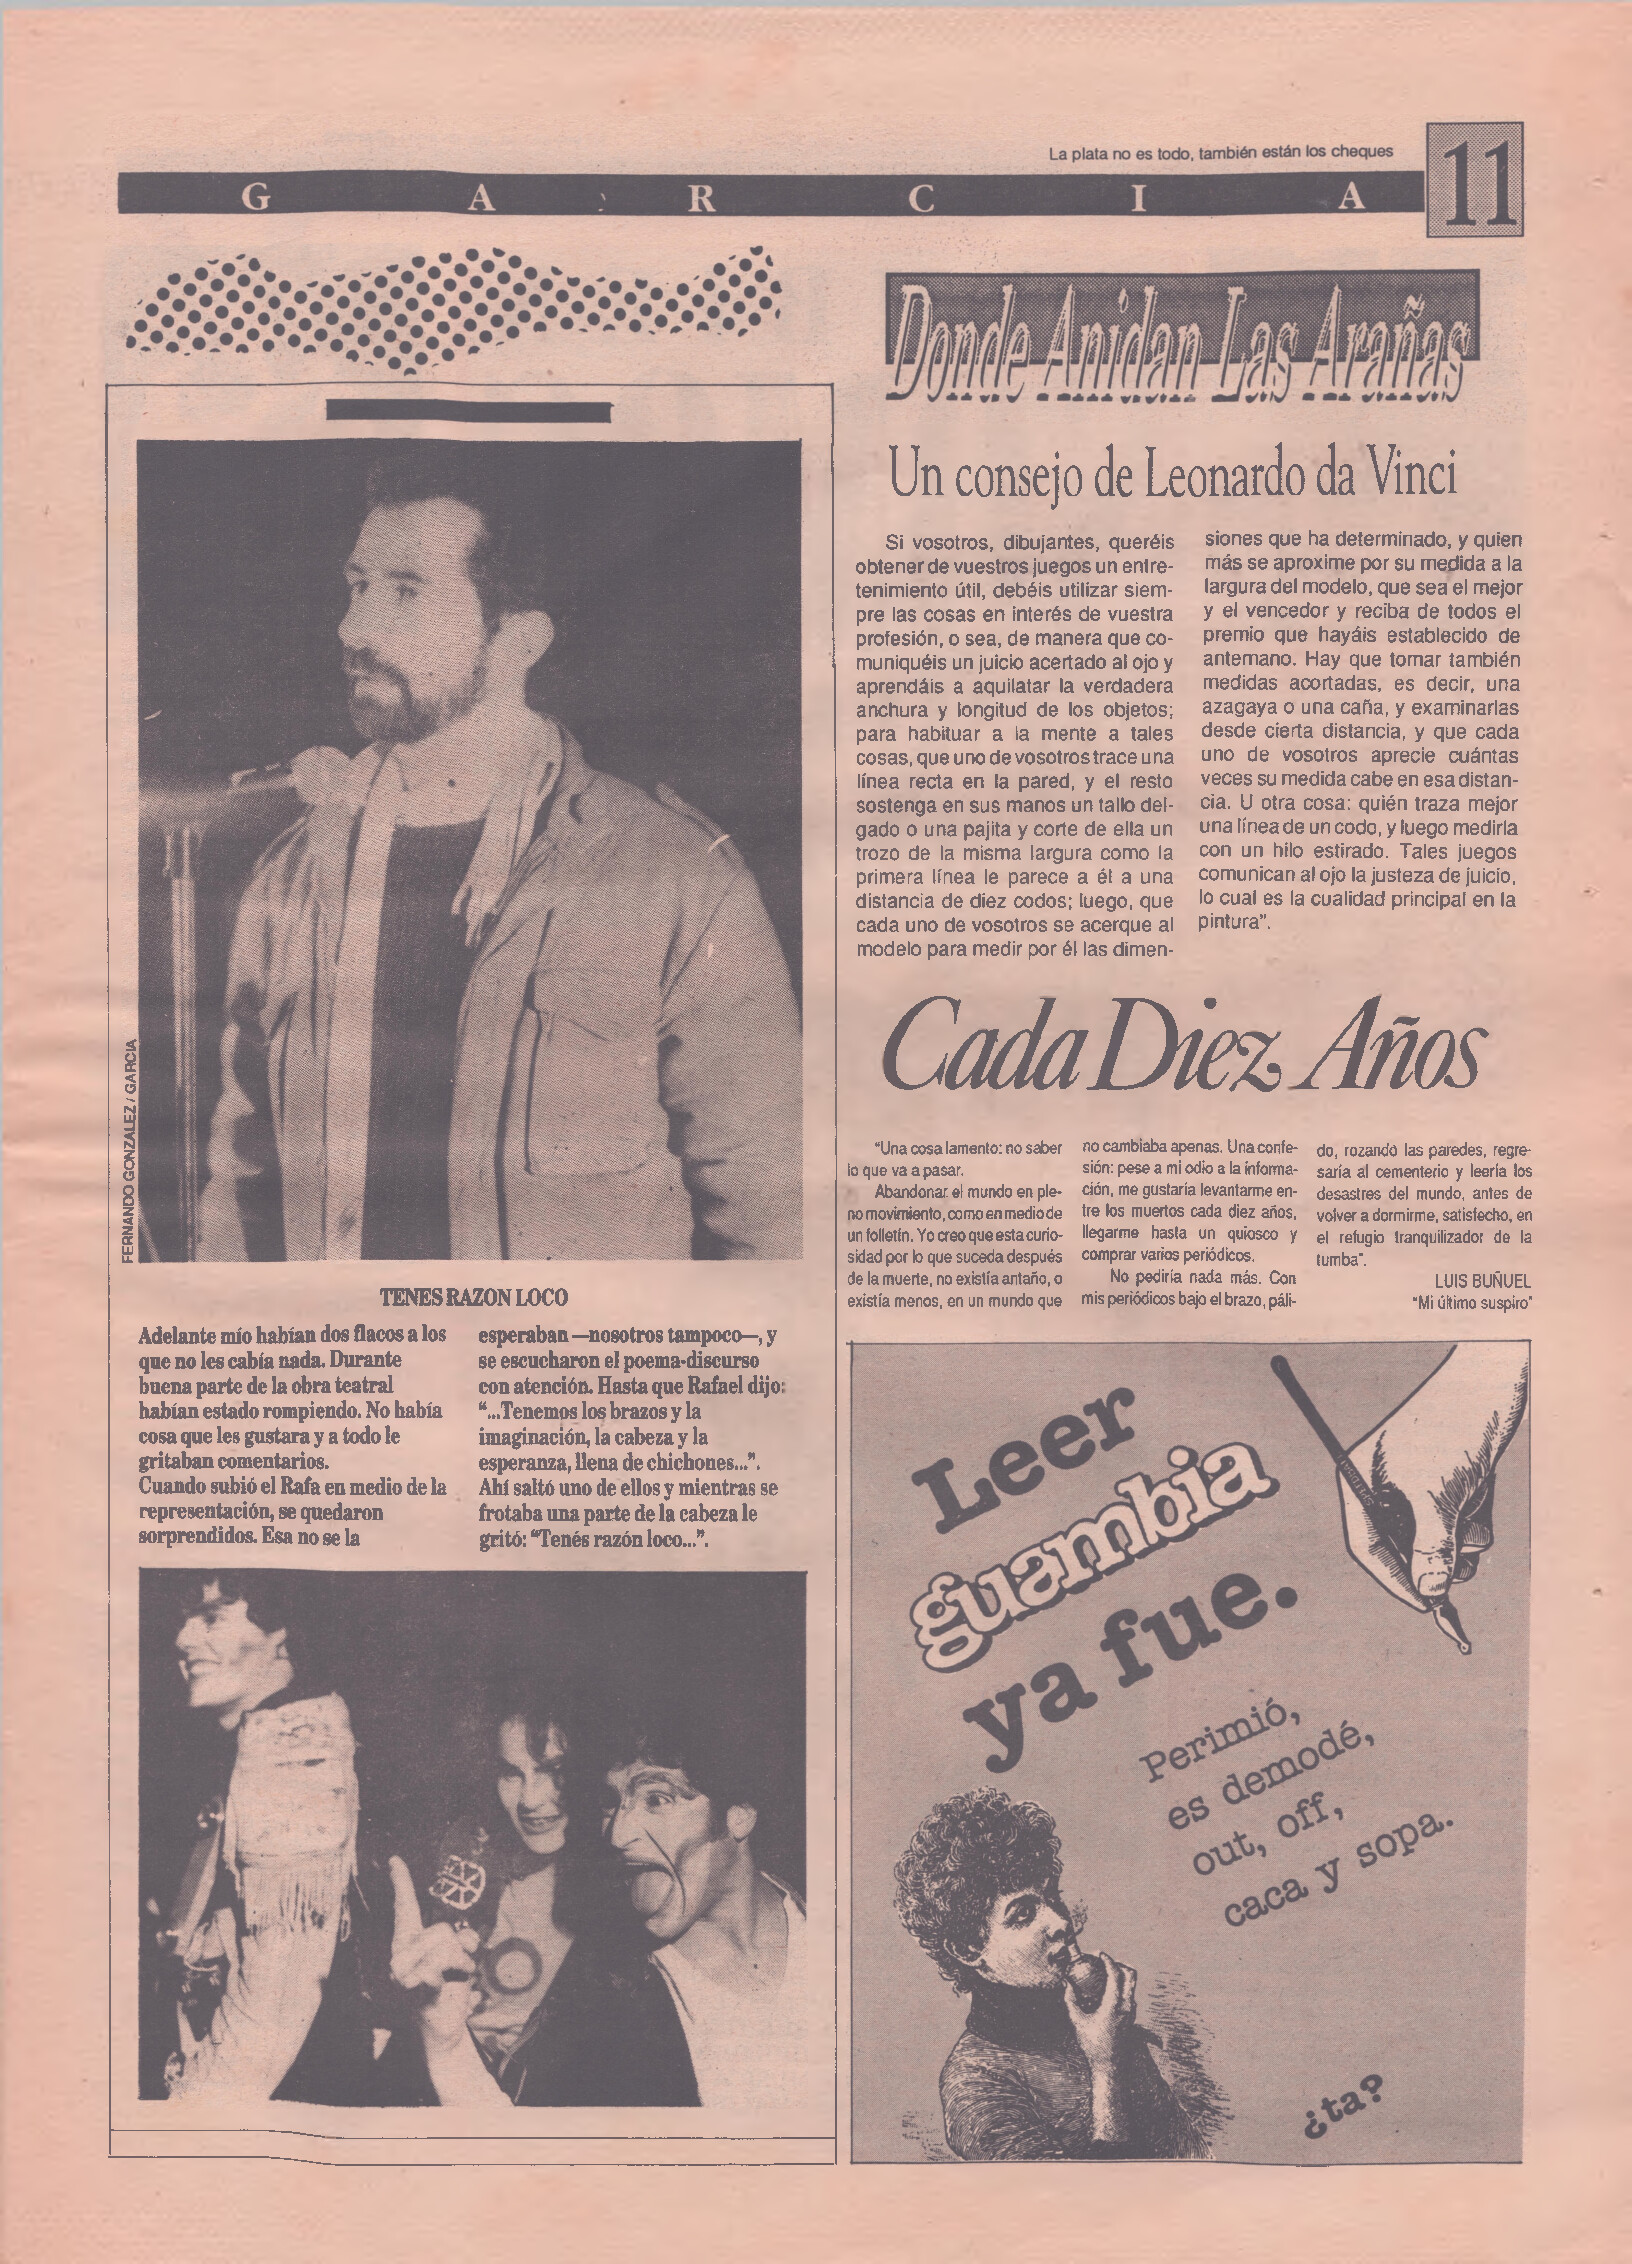 La plata no es todo, también están los cheques
11
G A R C I A
FERNANDO GONZALEZ / GARCIA
TENES RAZON LOCO
Adelante mío habían dos flacos a los
que no les cabía nada. Durante
buena parte de la obra teatral
habían estado rompiendo. No había
cosa que les gustara y a todo le
gritaban comentarios.
Cuando subió el Rafa en medio de la
representación, se quedaron
sorprendidos. Esa no se la
esperaban —nosotros tampoco—, y
se escucharon el poema-discurso
con atención. Hasta que Rafael dijo:
"...Tenemos los brazos y la
imaginación, la cabeza y la
esperanza, llena de chichones...".
Ahí saltó uno de ellos y mientras se
frotaba una parte de la cabeza le
gritó: "Tenés razón loco...".
Donde Anidan Las Arañas
Un consejo de Leonardo da Vinci
Si vosotros, dibujantes, queréis
obtener de vuestros juegos un entre-
tenimiento útil, debéis utilizar siem-
pre las cosas en interés de vuestra
profesión, o sea, de manera que co-
muniquéis un juicio acertado al ojo y
aprendáis a aquilatar la verdadera
anchura y longitud de los objetos;
para habituar a la mente a tales
cosas, que uno de vosotros trace una
línea recta en la pared, y el resto
sostenga en sus manos un tallo del-
gado o una pajita y corte de ella un
trozo de la misma largura como la
primera línea le parece a él a una
distancia de diez codos; luego, que
cada uno de vosotros se acerque al
modelo para medir por él las dimen-
siones que ha determinado, y quien
más se aproxime por su medida a la
largura del modelo, que sea el mejor
y el vencedor y reciba de todos el
premio que hayáis establecido de
antemano. Hay que tomar también
medidas acortadas, es decir, una
azagaya o una caña, y examinarlas
desde cierta distancia, y que cada
uno de vosotros aprecie cuántas
veces su medida cabe en esa distan-
cia. U otra cosa: quién traza mejor
una línea de un codo, y luego medirla
con un hilo estirado. Tales juegos
comunican al ojo la justeza de juicio,
lo cual es la cualidad principal en la
pintura".
Cada Diez Años
"Una cosa lamento: no saber
lo que va a pasar.
Abandonar el mundo en ple-
no movimiento, como en medio de
un folletín. Yo creo que esta curio-
sidad por lo que suceda después
de la muerte, no existía antaño, o
existía menos, en un mundo que
no cambiaba apenas. Una confe-
sión: pese a mi odio a la informa-
ción, me gustaría levantarme en-
tre los muertos cada diez años,
llegarme hasta un quiosco y
comprar varios periódicos.
No pediría nada más. Con
mis periódicos bajo el brazo, páli-
do, rozando las paredes, regre-
saría al cementerio y leería los
desastres del mundo, antes de
volver a dormirme, satisfecho, en
el refugio tranquilizador de la
tumba".
LUIS BUÑUEL
"Mi último suspiro"
Leer
guambia
ya fue.
Perimió,
es demodé,
out, off,
caca y sopa.
¿ta?